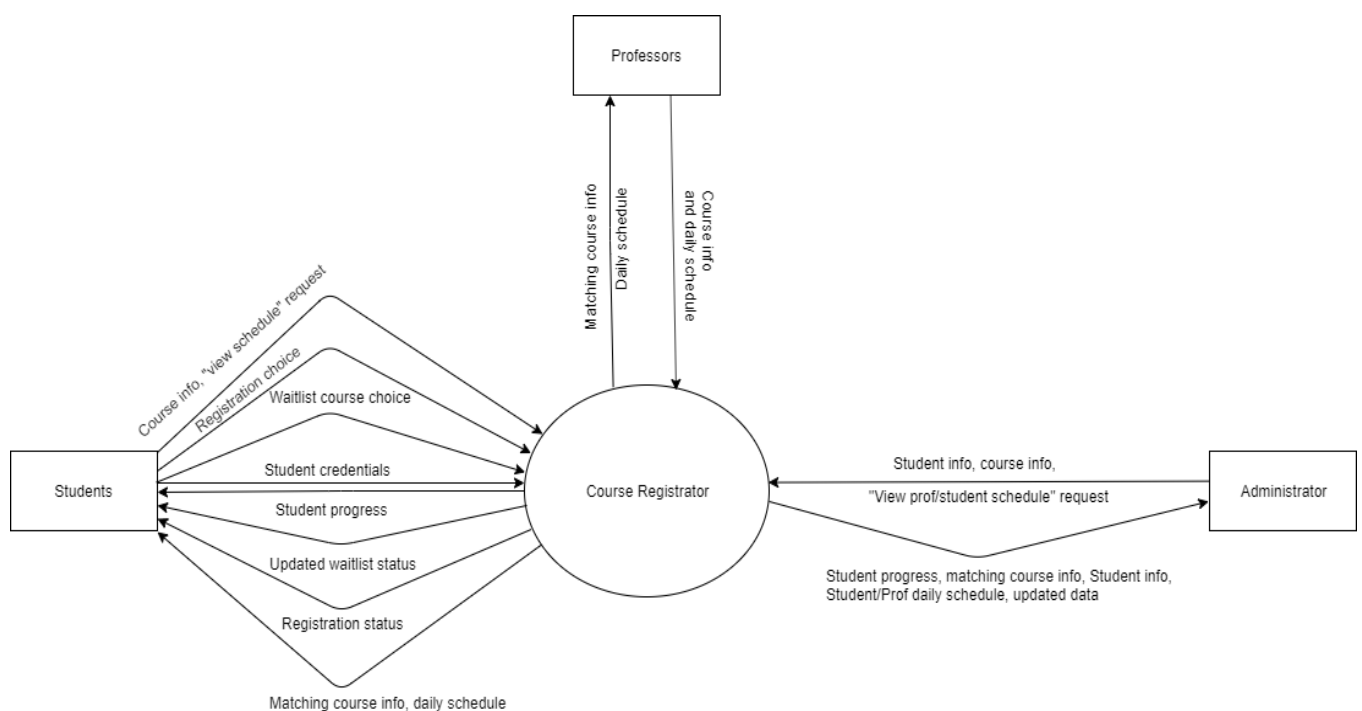 Professors
Matching course info
Daily schedule
Course info
and daily schedule
Course info, "view schedule" request
Registration choice
Waitlist course choice
Student credentials
Students
Student progress
Updated waitlist status
Registration status
Matching course info, daily schedule
Course Registrator
Student info, course info,
"View prof/student schedule" request
Administrator
Student progress, matching course info, Student info,
Student/Prof daily schedule, updated data